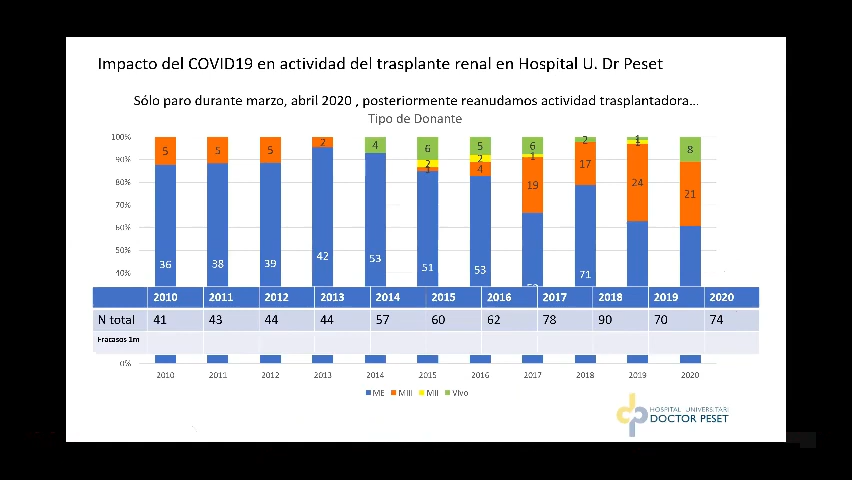 Impacto del COVID19 en actividad del trasplante renal en Hospital U. Dr Peset
Sólo paro durante marzo, abril 2020 , posteriormente reanudamos actividad trasplantadora…
Tipo de Donante
100%
90%
80%
70%
60%
50%
40%
0%
5 5 5 2 4 6 5 6 2 1 8
2 2 1 1
1 4 19 17 24 21
36 38 39 42 53 51 53 71
2010 2011 2012 2013 2014 2015 2016 2017 2018 2019 2020
N total 41 43 44 44 57 60 62 78 90 70 74
Fracasos 1m
2010 2011 2012 2013 2014 2015 2016 2017 2018 2019 2020
ME MIII MII Vivo
HOSPITAL UNIVERSITARI
DOCTOR PESET